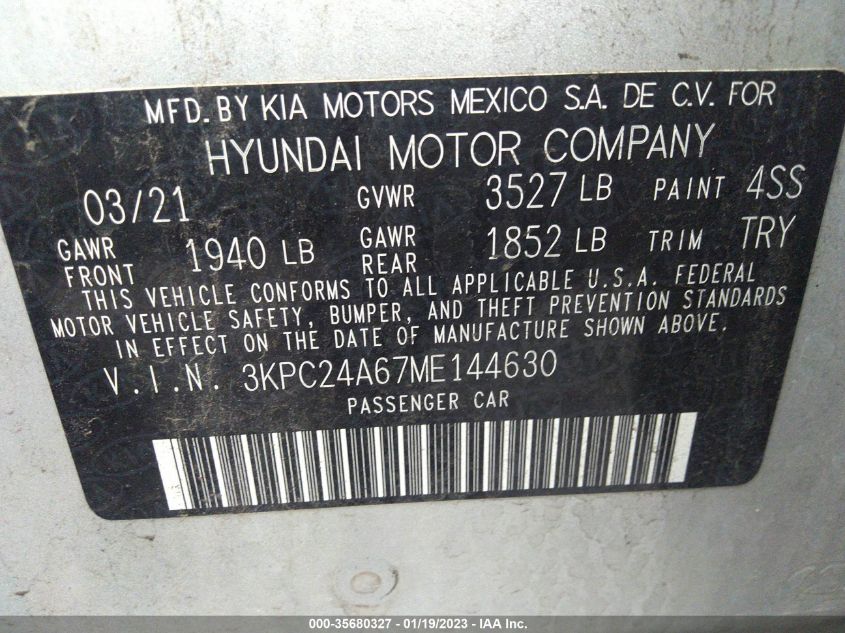 MFD. BY KIA MOTORS MEXICO S.A. DE C.V. FOR
HYUNDAI MOTOR COMPANY
03/21 GVWR 3527 LB PAINT 4SS
GAWR FRONT 1940 LB GAWR REAR 1852 LB TRIM TRY
THIS VEHICLE CONFORMS TO ALL APPLICABLE U.S.A. FEDERAL
MOTOR VEHICLE SAFETY, BUMPER, AND THEFT PREVENTION STANDARDS
IN EFFECT ON THE DATE OF MANUFACTURE SHOWN ABOVE.
V.I.N. 3KPC24A67ME144630
PASSENGER CAR
000-35680327 - 01/19/2023 - IAA Inc.